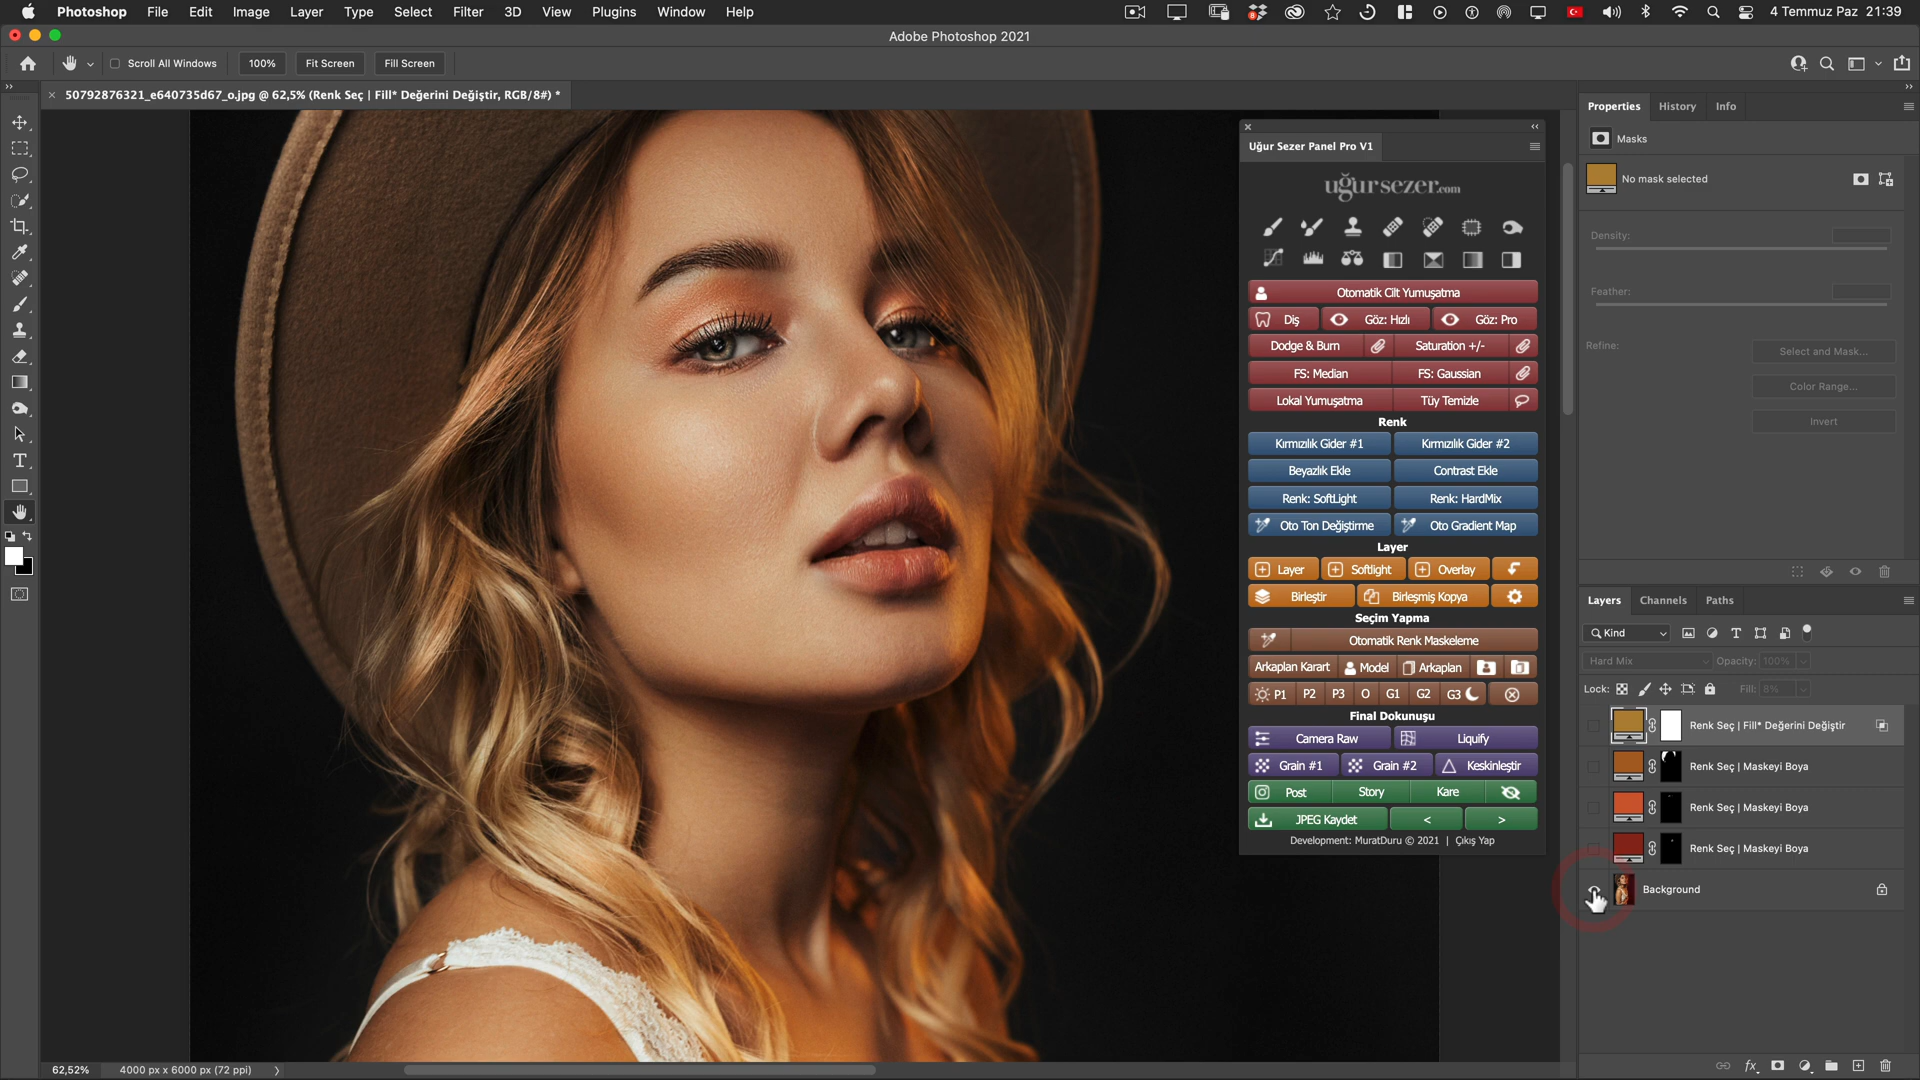 Photoshop File Edit Image Layer Type Select Filter 3D View Plugins Window Help 4 Temmuz Paz 21:39
Adobe Photoshop 2021
Scroll All Windows 100% Fit Screen Fill Screen
50792876321_e640735d67_o.jpg @ 62,5% (Renk Seç | Fill* Değerini Değiştir, RGB/8#) *
Properties History Info
Masks
No mask selected
Density:
Feather:
Refine:
Select and Mask...
Color Range...
Invert
Uğur Sezer Panel Pro V1
uğursezer.com
Otomatik Cilt Yumuşatma
Diş Göz: Hızlı Göz: Pro
Dodge & Burn Saturation +/-
FS: Median FS: Gaussian
Lokal Yumuşatma Tüy Temizle
Renk
Kırmızılık Gider #1 Kırmızılık Gider #2
Beyazlık Ekle Contrast Ekle
Renk: SoftLight Renk: HardMix
Oto Ton Değiştirme Oto Gradient Map
Layer
Layer Softlight Overlay
Birleştir Birleşmiş Kopya
Seçim Yapma
Otomatik Renk Maskeleme
Arkaplan Karart Model Arkaplan
P1 P2 P3 O G1 G2 G3
Final Dokunuşu
Camera Raw Liquify
Grain #1 Grain #2 Keskinleştir
Post Story Kare
JPEG Kaydet < >
Development: MuratDuru © 2021 | Çıkış Yap
Layers Channels Paths
Kind
Hard Mix Opacity: 100%
Lock: Fill: 8%
Renk Seç | Fill* Değerini Değiştir
Renk Seç | Maskeyi Boya
Renk Seç | Maskeyi Boya
Renk Seç | Maskeyi Boya
Background
62,52% 4000 px x 6000 px (72 ppi)